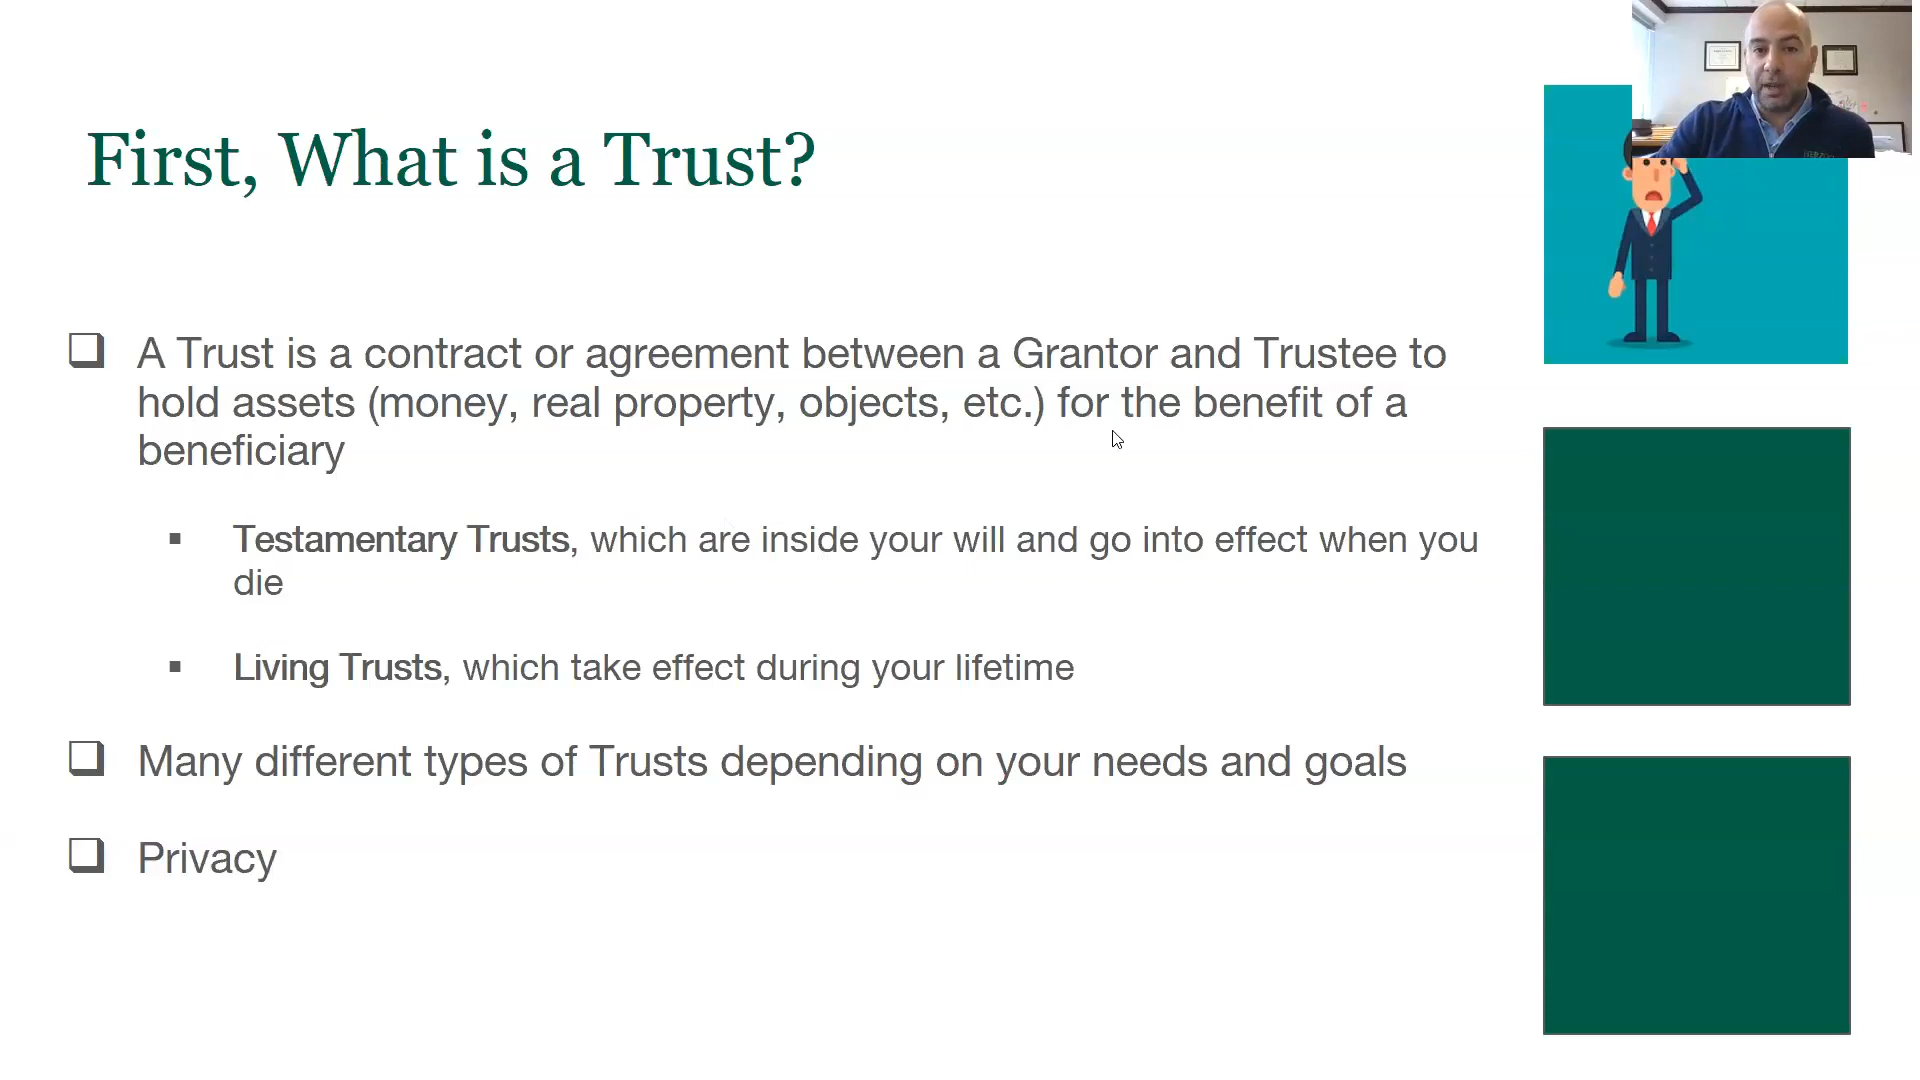 First, What is a Trust?
A Trust is a contract or agreement between a Grantor and Trustee to
hold assets (money, real property, objects, etc.) for the benefit of a
beneficiary
Testamentary Trusts, which are inside your will and go into effect when you
die
Living Trusts, which take effect during your lifetime
Many different types of Trusts depending on your needs and goals
Privacy